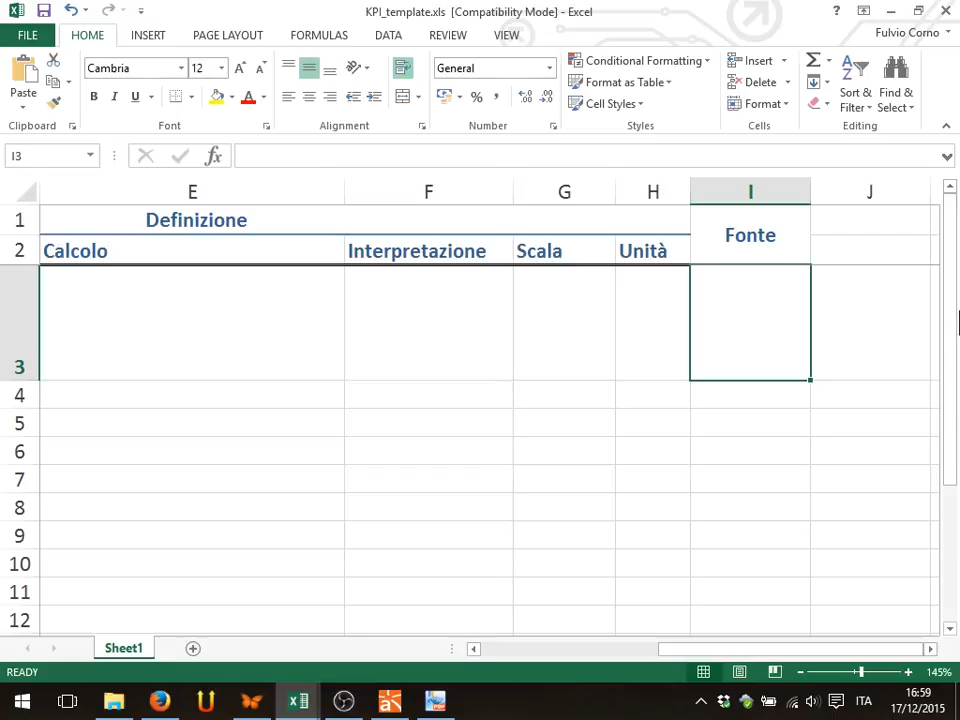 KPI_template.xls [Compatibility Mode] - Excel
?
FILE HOME INSERT PAGE LAYOUT FORMULAS DATA REVIEW VIEW Fulvio Corno
Paste
Cambria 12 A A
B I U A
General
% ,
Conditional Formatting
Format as Table
Cell Styles
Insert
Delete
Format
Sort & Filter
Find & Select
Clipboard Font Alignment Number Styles Cells Editing
I3 fx
E F G H I J
1 Definizione Fonte
2 Calcolo Interpretazione Scala Unità
3
4
5
6
7
8
9
10
11
12
Sheet1
READY 145%
ITA 16:59
17/12/2015